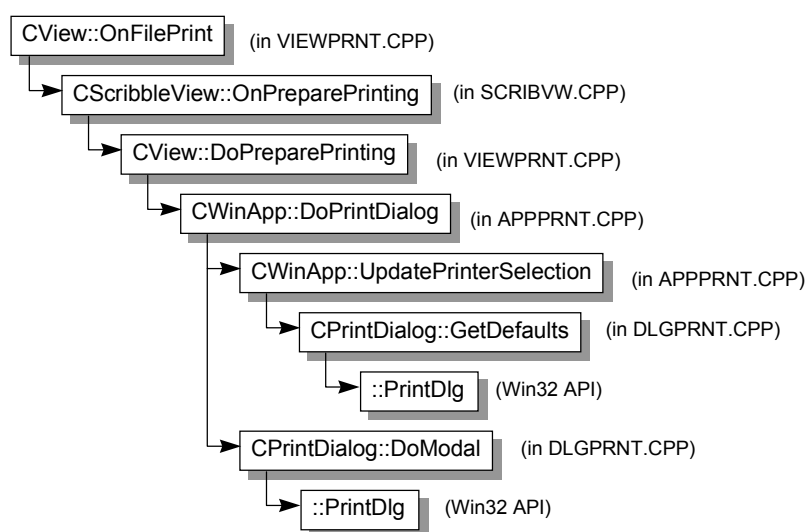 CView::OnFilePrint (in VIEWPRNT.CPP)
CScribbleView::OnPreparePrinting (in SCRIBVW.CPP)
CView::DoPreparePrinting (in VIEWPRNT.CPP)
CWinApp::DoPrintDialog (in APPPRNT.CPP)
CWinApp::UpdatePrinterSelection (in APPPRNT.CPP)
CPrintDialog::GetDefaults (in DLGPRNT.CPP)
::PrintDlg (Win32 API)
CPrintDialog::DoModal (in DLGPRNT.CPP)
::PrintDlg (Win32 API)